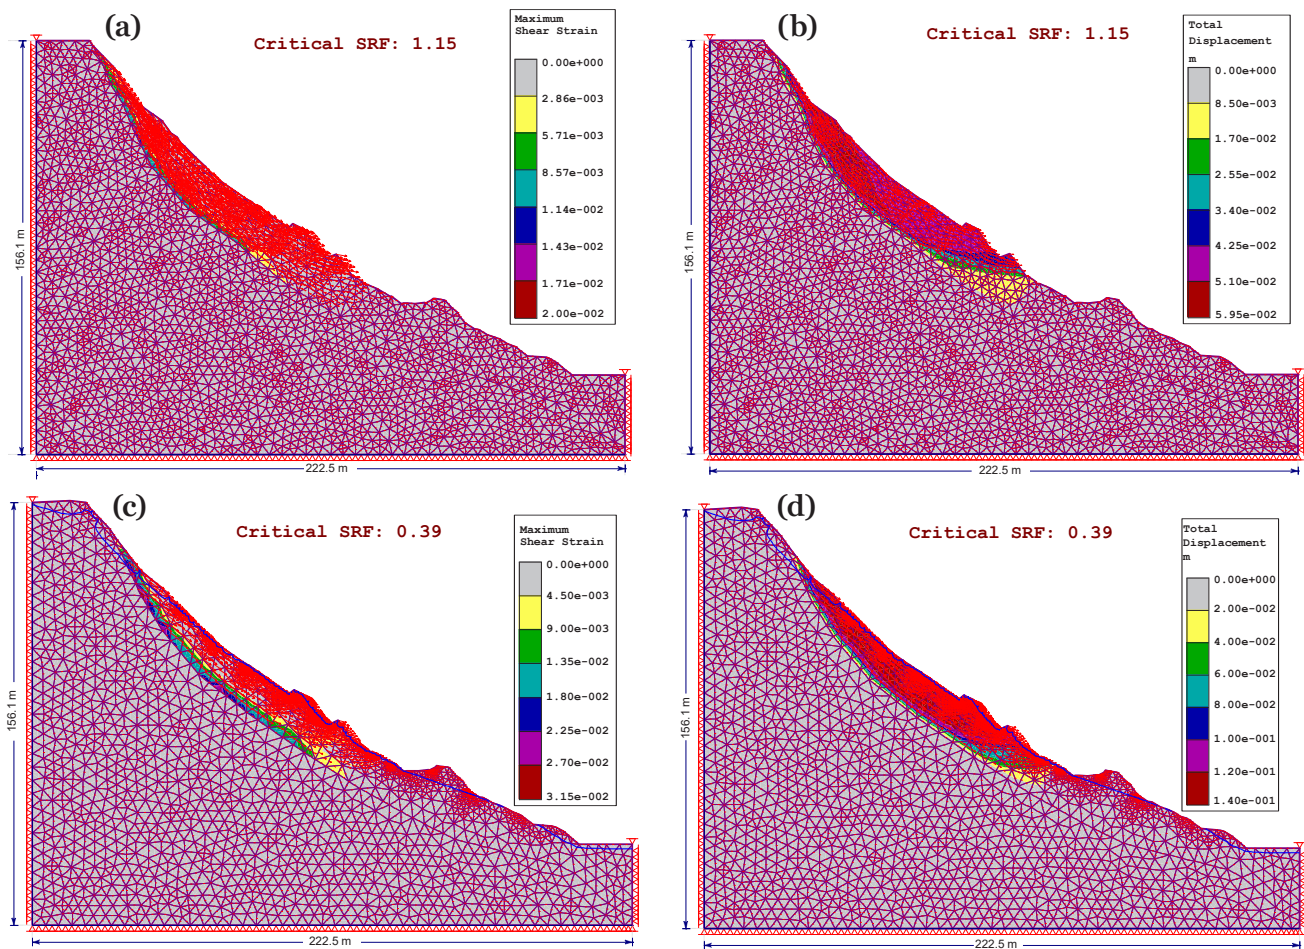 (a)
Critical SRF: 1.15
Maximum
Shear Strain
0.00e+000
2.86e-003
5.71e-003
8.57e-003
1.14e-002
1.43e-002
1.71e-002
2.00e-002
156.1 m
222.5 m
(b)
Critical SRF: 1.15
Total
Displacement
m
0.00e+000
8.50e-003
1.70e-002
2.55e-002
3.40e-002
4.25e-002
5.10e-002
5.95e-002
156.1 m
222.5 m
(c)
Critical SRF: 0.39
Maximum
Shear Strain
0.00e+000
4.50e-003
9.00e-003
1.35e-002
1.80e-002
2.25e-002
2.70e-002
3.15e-002
156.1 m
222.5 m
(d)
Critical SRF: 0.39
Total
Displacement
m
0.00e+000
2.00e-002
4.00e-002
6.00e-002
8.00e-002
1.00e-001
1.20e-001
1.40e-001
156.1 m
222.5 m